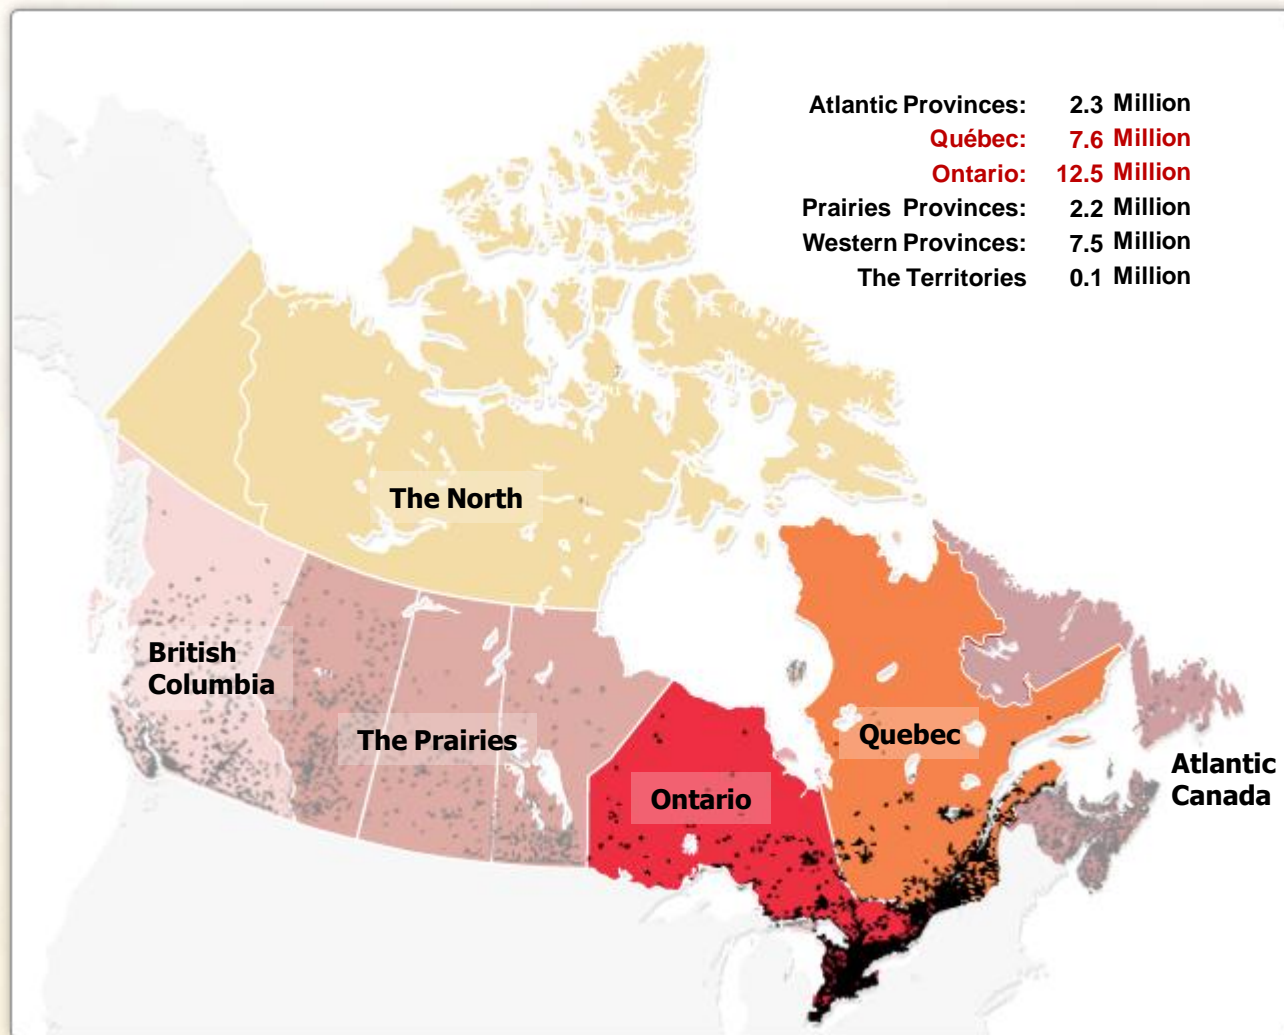 Atlantic Provinces: 2.3 Million
Québec: 7.6 Million
Ontario: 12.5 Million
Prairies Provinces: 2.2 Million
Western Provinces: 7.5 Million
The Territories 0.1 Million
The North
British
Columbia
The Prairies
Quebec
Ontario
Atlantic
Canada